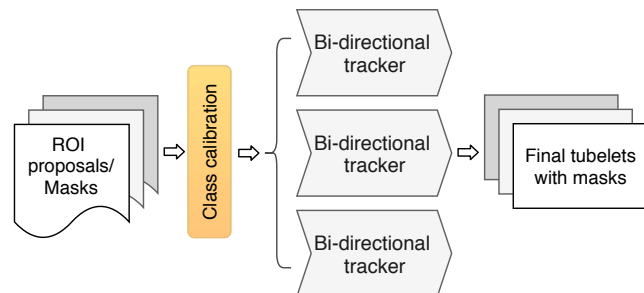 ROI
proposals/
Masks
Class calibration
Bi-directional
tracker
Bi-directional
tracker
Bi-directional
tracker
Final tubelets
with masks